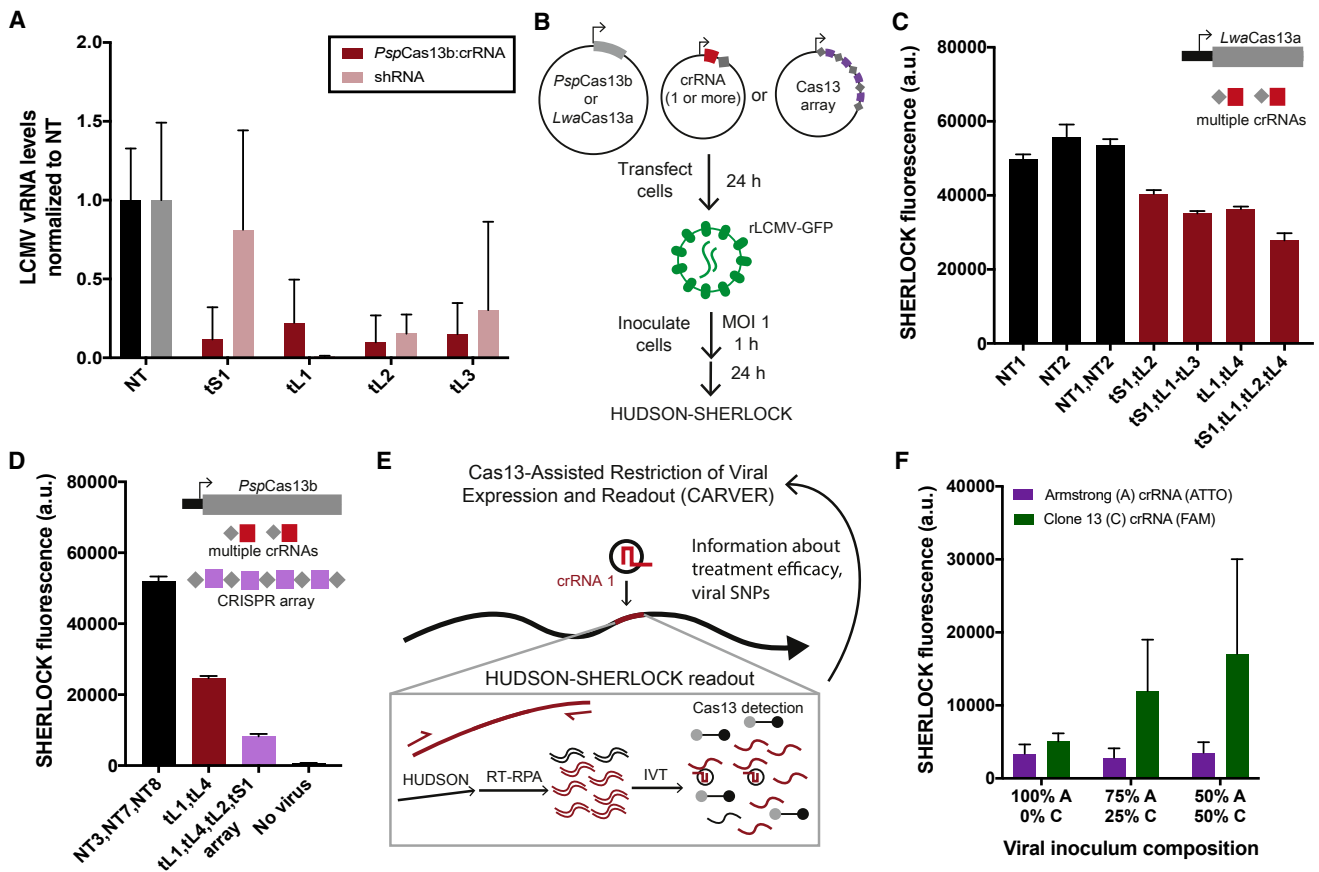 A
2.0
1.5
1.0
0.5
0.0
LCMV vRNA levels
normalized to NT
PspCas13b:crRNA
shRNA
NT
tS1
tL1
tL2
tL3
B
PspCas13b
or
LwaCas13a
crRNA
(1 or more)
or
Cas13
array
Transfect
cells
24 h
rLCMV-GFP
Inoculate
cells
MOI 1
1 h
24 h
HUDSON-SHERLOCK
C
80000
60000
40000
20000
0
SHERLOCK fluorescence (a.u.)
LwaCas13a
multiple crRNAs
NT1
NT2
NT1,NT2
tS1,tL2
tS1,tL1-tL3
tL1,tL4
tS1,tL1,tL2,tL4
D
80000
60000
40000
20000
0
SHERLOCK fluorescence (a.u.)
PspCas13b
multiple crRNAs
CRISPR array
NT3,NT7,NT8
tL1,tL4
tL1,tL4,tL2,tS1
array
No virus
E
Cas13-Assisted Restriction of Viral
Expression and Readout (CARVER)
crRNA 1
Information about
treatment efficacy,
viral SNPs
HUDSON-SHERLOCK readout
Cas13 detection
HUDSON
RT-RPA
IVT
F
40000
30000
20000
10000
0
SHERLOCK fluorescence (a.u.)
Armstrong (A) crRNA (ATTO)
Clone 13 (C) crRNA (FAM)
100% A
0% C
75% A
25% C
50% A
50% C
Viral inoculum composition